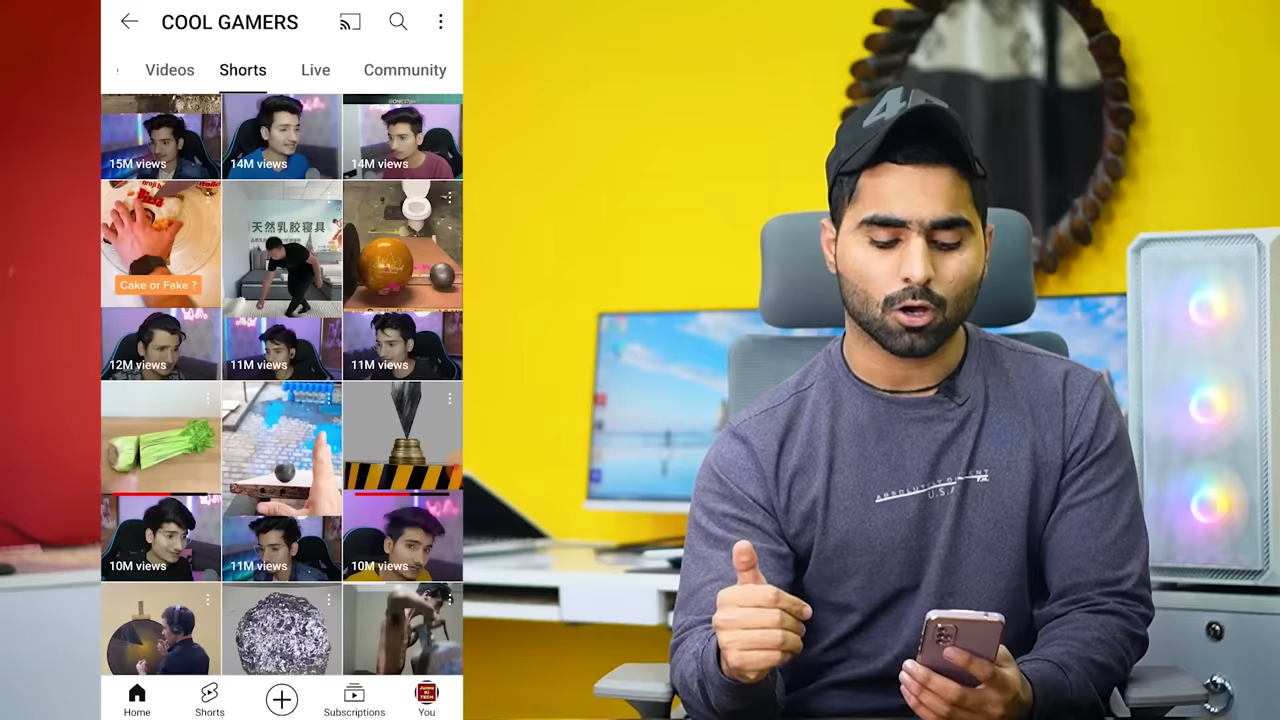 COOL GAMERS
Videos
Shorts
Live
Community
15M views
14M views
14M views
Cake or Fake ?
天然乳胶寝具
12M views
11M views
11M views
10M views
11M views
10M views
Home
Shorts
Subscriptions
You
4
U.S.